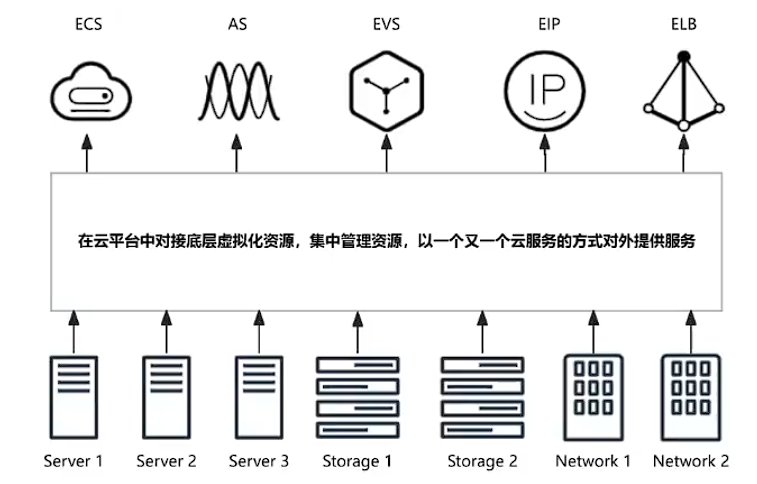 ECS AS EVS EIP ELB
IP
在云平台中对接底层虚拟化资源，集中管理资源，以一个又一个云服务的方式对外提供服务
Server 1 Server 2 Server 3 Storage 1 Storage 2 Network 1 Network 2